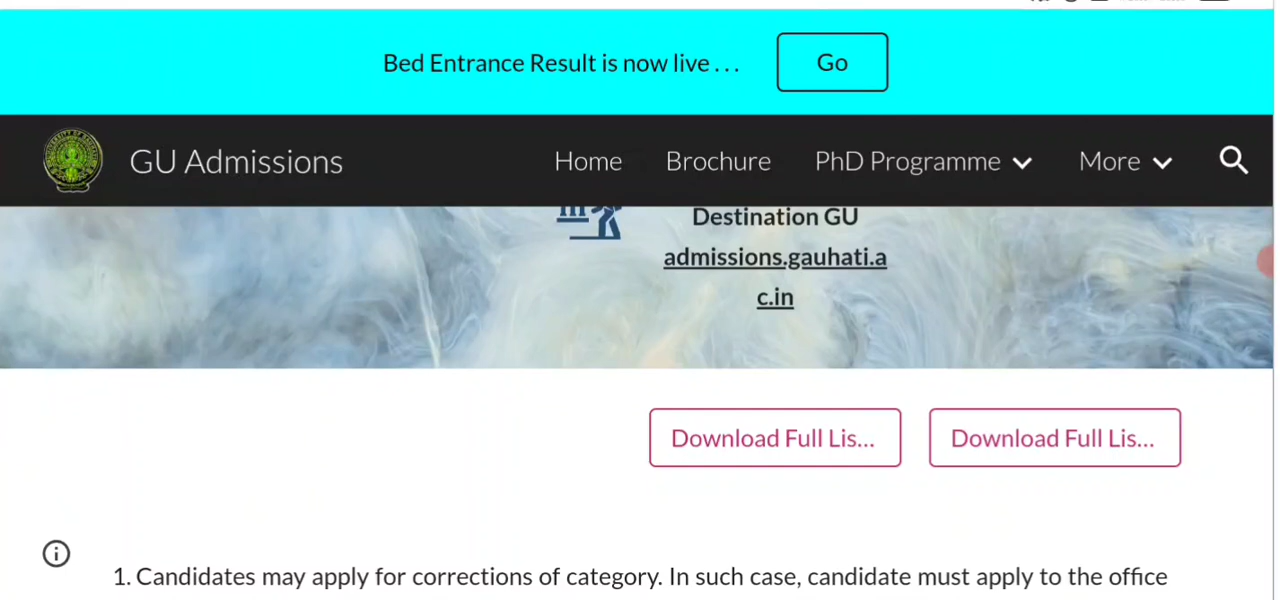 Bed Entrance Result is now live . . .
Go
GU Admissions
Home
Brochure
PhD Programme
More
Destination GU
admissions.gauhati.a
c.in
Download Full Lis...
Download Full Lis...
1. Candidates may apply for corrections of category. In such case, candidate must apply to the office